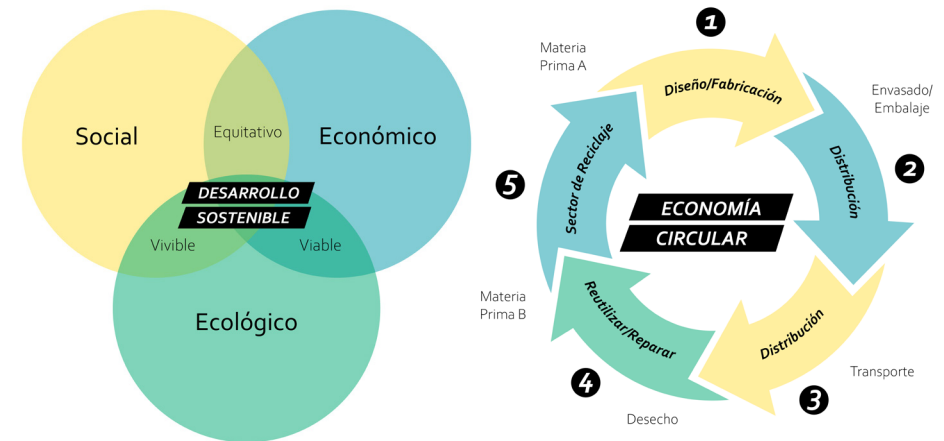 Social
Equitativo
Económico
DESARROLLO
SOSTENIBLE
Vivible
Viable
Ecológico
1
Materia
Prima A
Diseño/Fabricación
Envasado/
Embalaje
2
Distribución
ECONOMÍA
CIRCULAR
3
Distribución
Transporte
4
Reutilizar/Reparar
Desecho
5
Sector de Reciclaje
Materia
Prima B